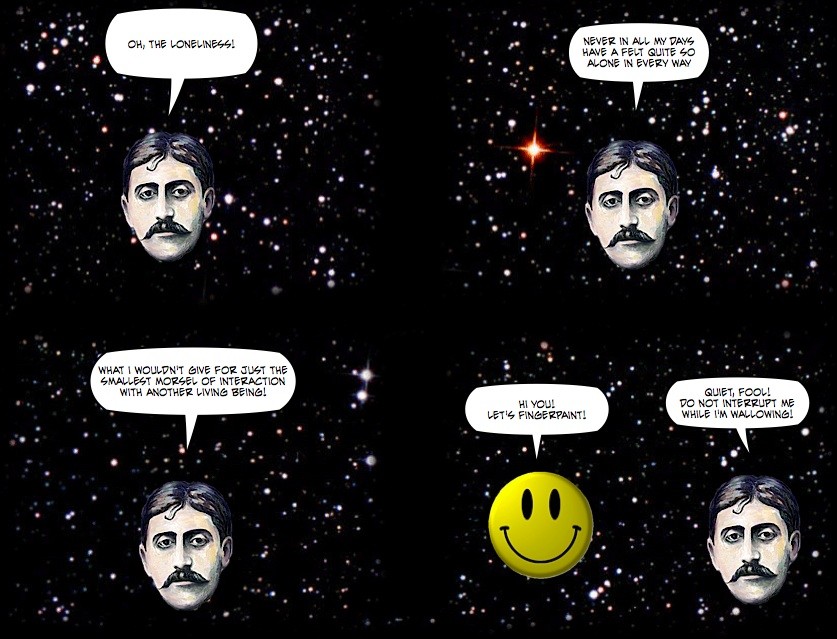 OH, THE LONELINESS!
NEVER IN ALL MY DAYS
HAVE A FELT QUITE SO
ALONE IN EVERY WAY
WHAT I WOULDN'T GIVE FOR JUST THE
SMALLEST MORSEL OF INTERACTION
WITH ANOTHER LIVING BEING!
HI YOU!
LET'S FINGERPAINT!
QUIET, FOOL!
DO NOT INTERRUPT ME
WHILE I'M WALLOWING!